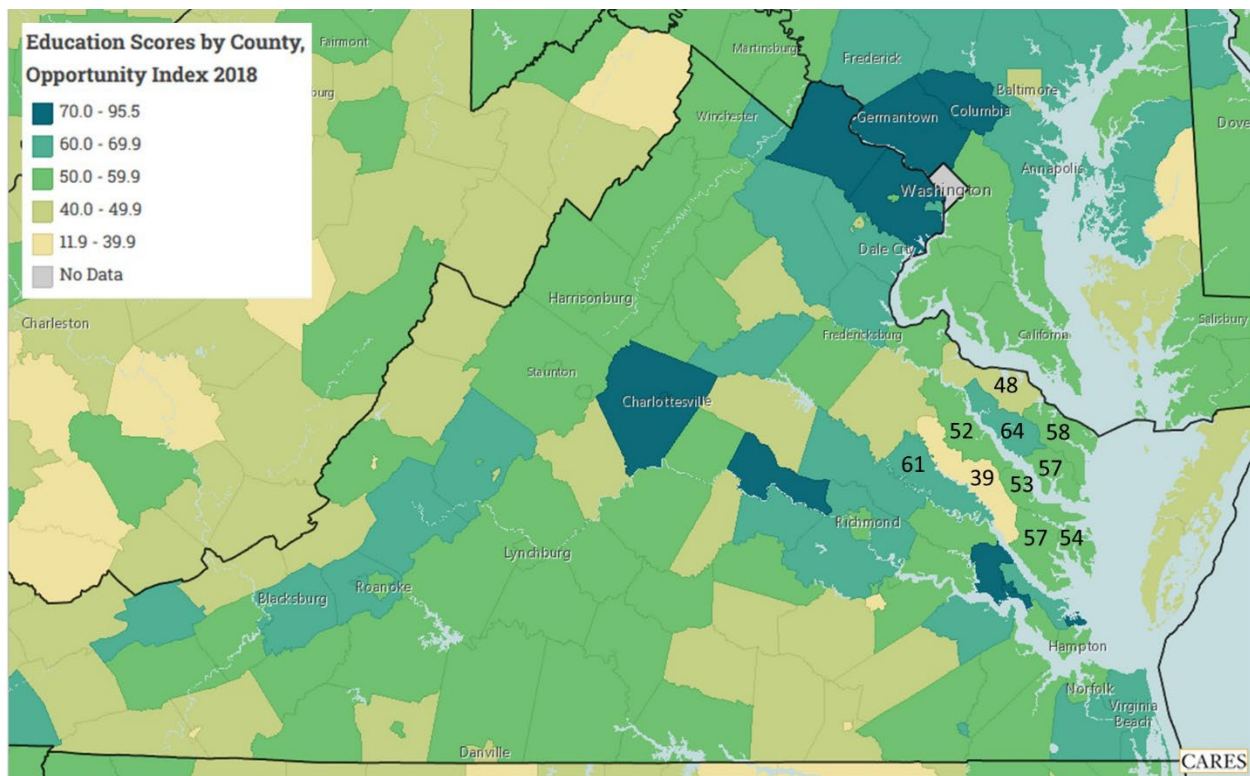 Education Scores by County,
Opportunity Index 2018
70.0 - 95.5
60.0 - 69.9
50.0 - 59.9
40.0 - 49.9
11.9 - 39.9
No Data
Fairmont
Martinsburg
Frederick
burg
Baltimore
Winchester
Germantown
Columbia
Dove
Annapolis
Washington
Dale City
Harrisonburg
Charleston
Salisbury
Fredericksburg
California
Staunton
48
Charlottesville
52
64
58
61
39
57
53
Richmond
57
54
Lynchburg
Roanoke
Blacksburg
Hampton
Norfolk
Virginia
Beach
Danville
CARES